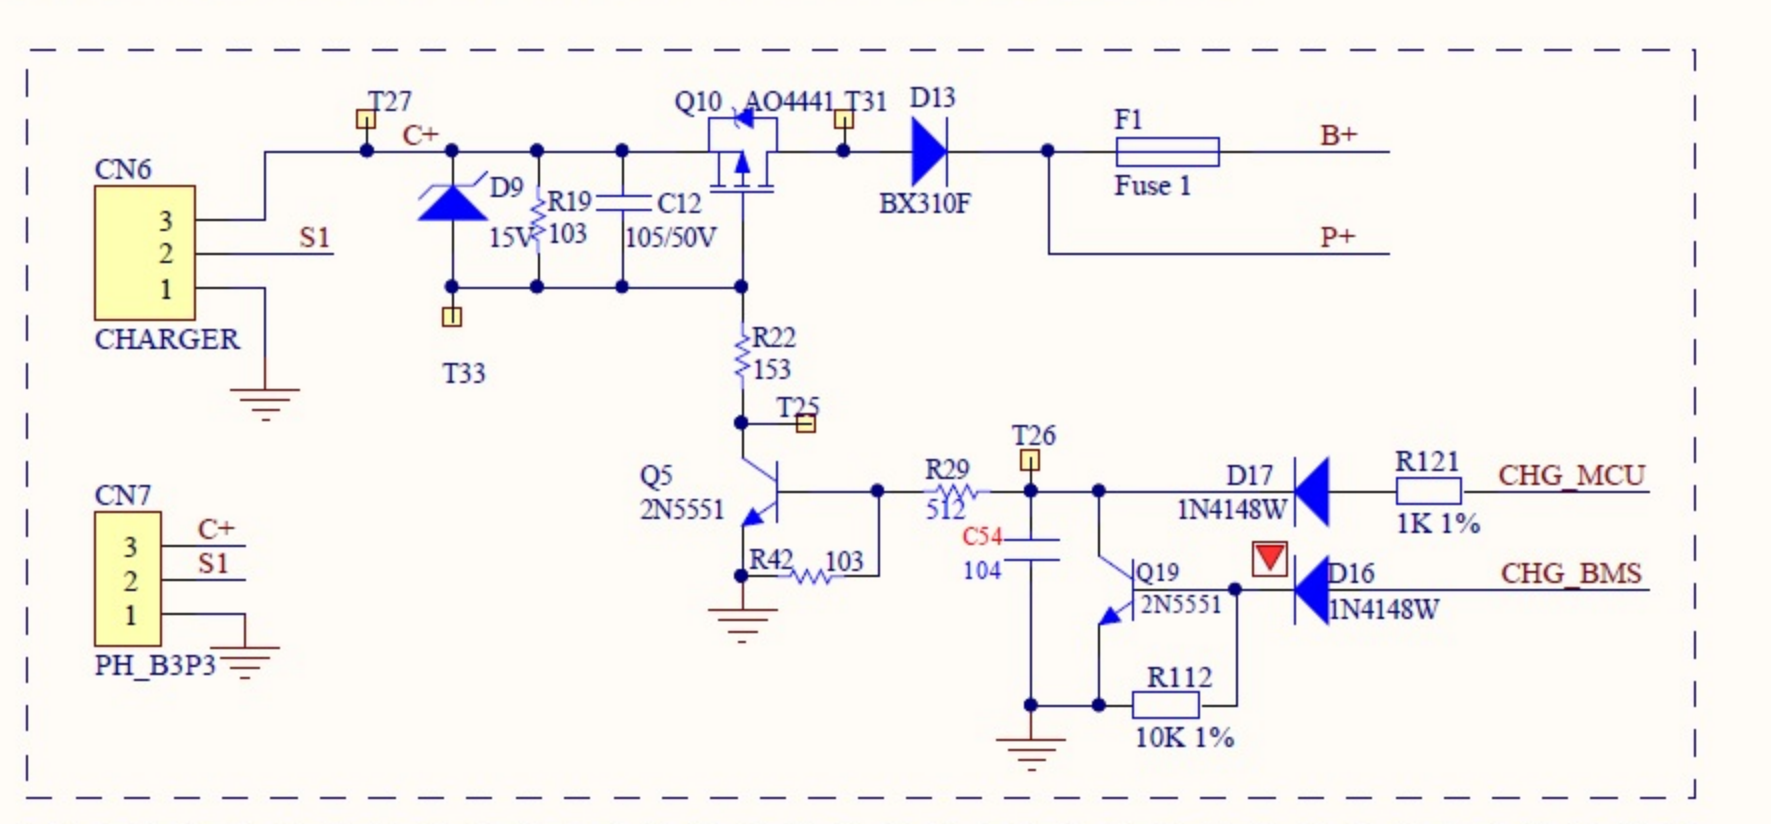 T27
C+
Q10
AO4441
T31
D13
F1
B+
CN6
D9
R19
C12
BX310F
Fuse 1
3
2
1
S1
15V
103
105/50V
P+
CHARGER
T33
R22
153
T25
T26
CN7
Q5
2N5551
R29
512
D17
1N4148W
R121
1K 1%
CHG_MCU
3
2
1
C+
S1
R42
103
C54
104
Q19
2N5551
D16
1N4148W
CHG_BMS
PH_B3P3
R112
10K 1%